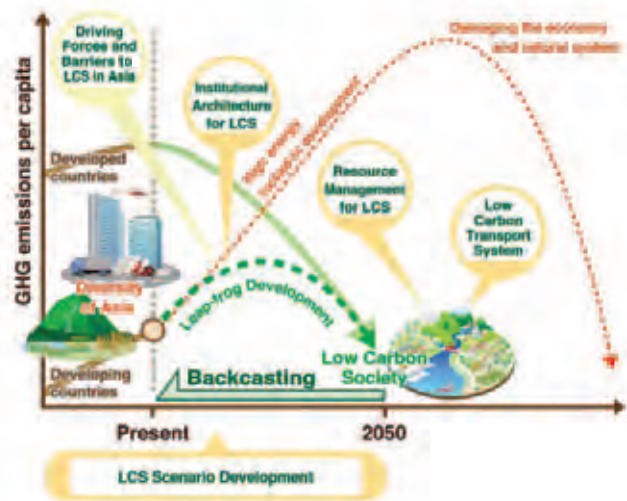 Driving
Forces and
Barriers to
LCS in Asia
Institutional
Architecture
for LCS
Damaging the economy
and natural system
High energy
Resource
Management
for LCS
Low
Carbon
Transport
System
GHG emissions per capita
Developed
countries
Diversity
of Asia
Leap-frog Development
Low Carbon
Society
Developing
countries
Backcasting
Present
2050
LCS Scenario Development